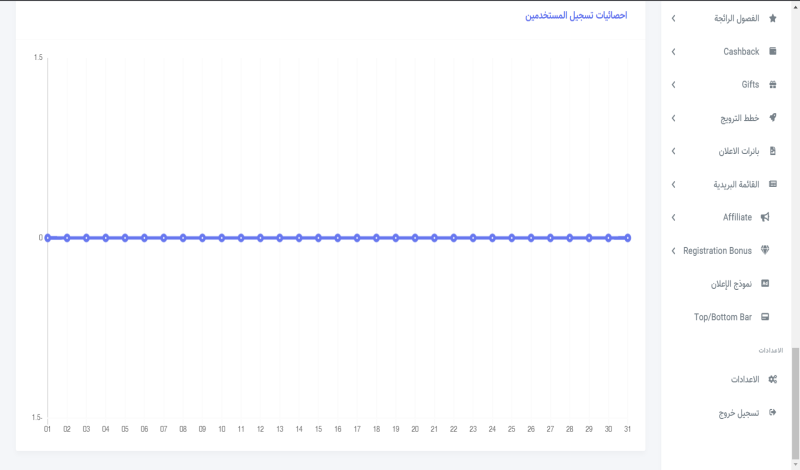 احصائيات تسجيل المستخدمين
1.5
0
1.5-
01 02 03 04 05 06 07 08 09 10 11 12 13 14 15 16 17 18 19 20 21 22 23 24 25 26 27 28 29 30 31
الفصول الرائجة
Cashback
Gifts
خطط الترويج
بانرات الاعلان
القائمة البريدية
Affiliate
Registration Bonus
نموذج الإعلان
Top/Bottom Bar
الاعدادات
الاعدادات
تسجيل خروج